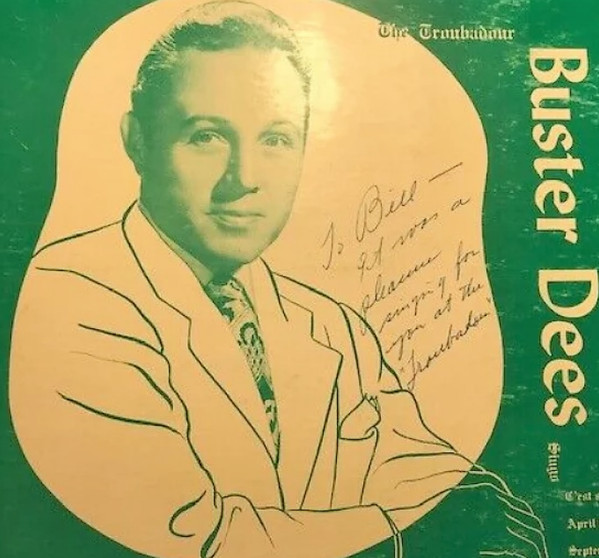 The Troubadour
Buster Dees
Sings
C'est
April
Septe
To Bill —
It was a
pleasure
singing for
you at the
"Troubadour"